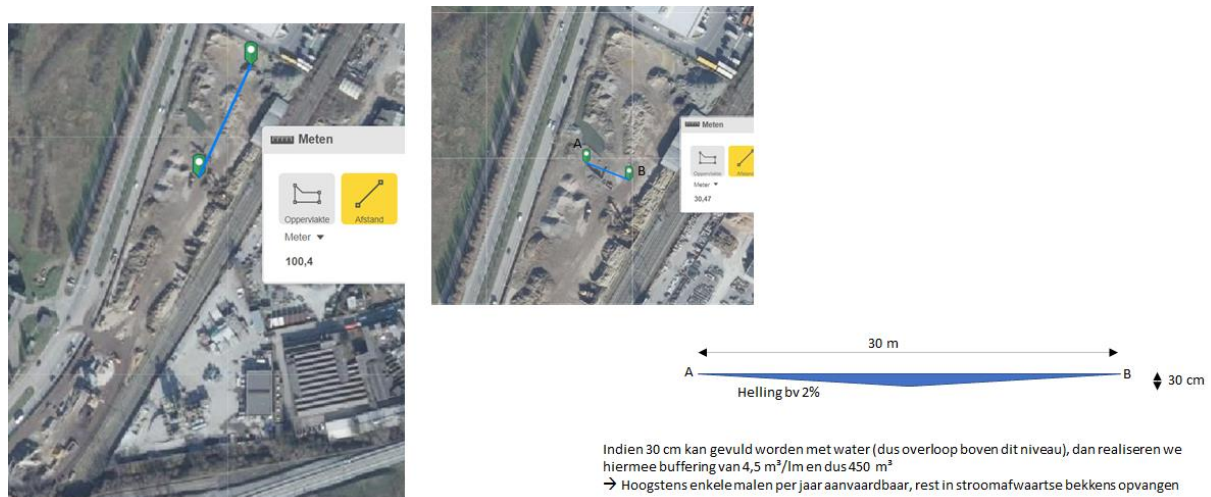 Meten
Oppervlakte
Afstand
Meter
100,4
A
B
Meten
Oppervlakte
Afstand
Meter
30,47
30 m
A
B
30 cm
Helling bv 2%
Indien 30 cm kan gevuld worden met water (dus overloop boven dit niveau), dan realiseren we
hiermee buffering van 4,5 m³/lm en dus 450 m³
→ Hoogstens enkele malen per jaar aanvaardbaar, rest in stroomafwaartse bekkens opvangen